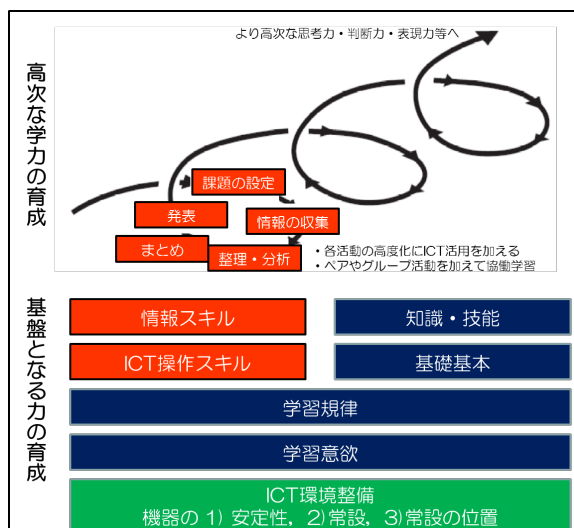 より高次な思考力・判断力・表現力等へ
高次な学力の育成
課題の設定
発表
情報の収集
まとめ
整理・分析
・各活動の高度化にICT活用を加える
・ペアやグループ活動を加えて協働学習
基盤となる力の育成
情報スキル
知識・技能
ICT操作スキル
基礎基本
学習規律
学習意欲
ICT環境整備
機器の 1) 安定性, 2)常設, 3)常設の位置